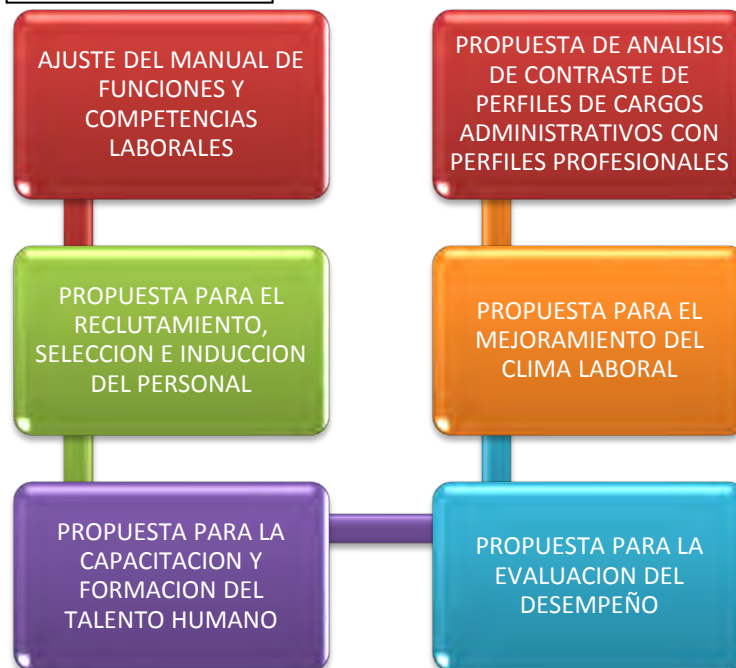 AJUSTE DEL MANUAL DE
FUNCIONES Y
COMPETENCIAS
LABORALES
PROPUESTA PARA EL
RECLUTAMIENTO,
SELECCION E INDUCCION
DEL PERSONAL
PROPUESTA PARA LA
CAPACITACION Y
FORMACION DEL
TALENTO HUMANO
PROPUESTA PARA LA
EVALUACION DEL
DESEMPEÑO
PROPUESTA PARA EL
MEJORAMIENTO DEL
CLIMA LABORAL
PROPUESTA DE ANALISIS
DE CONTRASTE DE
PERFILES DE CARGOS
ADMINISTRATIVOS CON
PERFILES PROFESIONALES